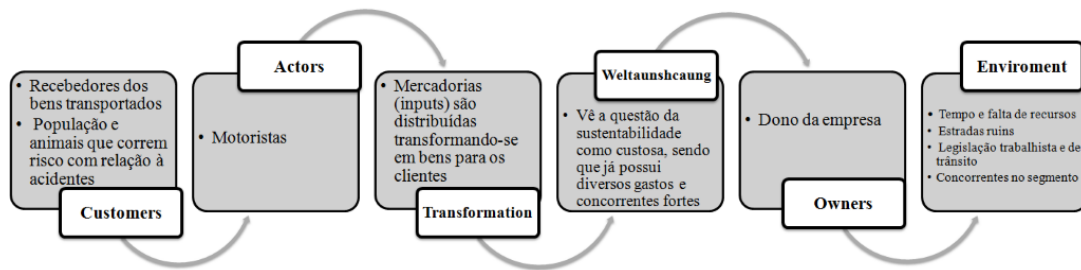 • Recebedores dos
bens transportados
• População e
animais que correm
risco com relação à
acidentes
Customers
Actors
• Motoristas
• Mercadorias
(inputs) são
distribuídas
transformando-se
em bens para os
clientes
Transformation
Weltaunshcaung
• Vê a questão da
sustentabilidade
como custosa, sendo
que já possui
diversos gastos e
concorrentes fortes
• Dono da empresa
Owners
Enviroment
• Tempo e falta de recursos
• Estradas ruins
• Legislação trabalhista e de
trânsito
• Concorrentes no segmento